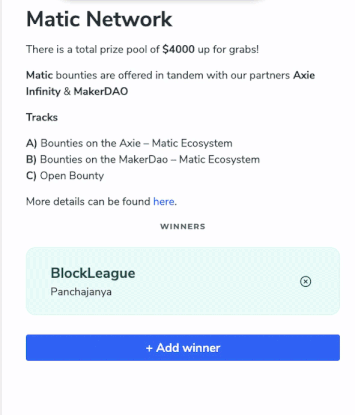 Matic Network
There is a total prize pool of $4000 up for grabs!
Matic bounties are offered in tandem with our partners Axie
Infinity & MakerDAO
Tracks
A) Bounties on the Axie – Matic Ecosystem
B) Bounties on the MakerDao – Matic Ecosystem
C) Open Bounty
More details can be found here.
WINNERS
BlockLeague
Panchajanya
+ Add winner